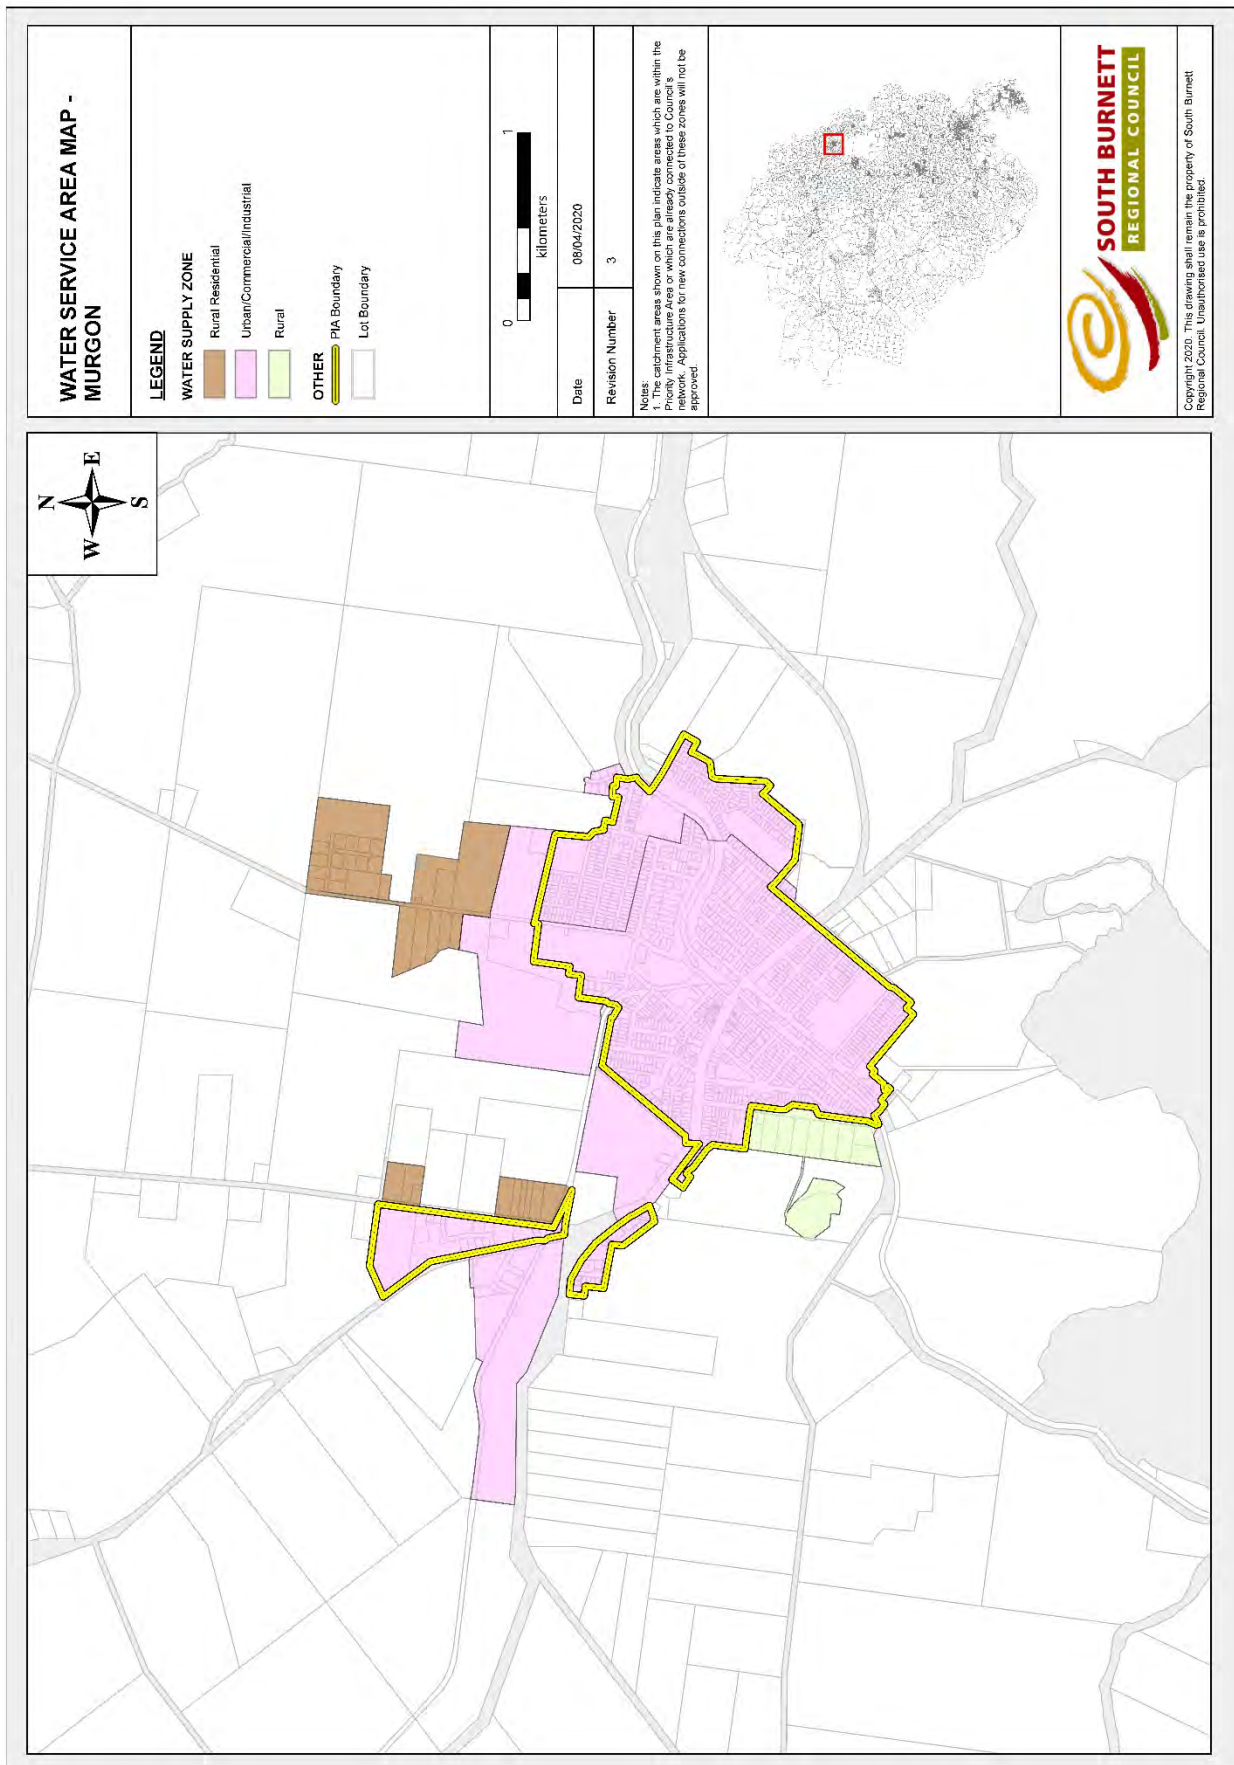 WATER SERVICE AREA MAP -
MURGON
LEGEND
WATER SUPPLY ZONE
Rural Residential
Urban/Commercial/Industrial
Rural
OTHER
PIA Boundary
Lot Boundary
0 1
kilometers
Date 08/04/2020
Revision Number 3
Notes:
1. The catchment areas shown on this plan indicate areas which are within the
Priority Infrastructure Area or which are already connected to Council's
network. Applications for new connections outside of these zones will not be
approved.
SOUTH BURNETT
REGIONAL COUNCIL
Copyright 2020. This drawing shall remain the property of South Burnett
Regional Council. Unauthorised use is prohibited.
N
W E
S